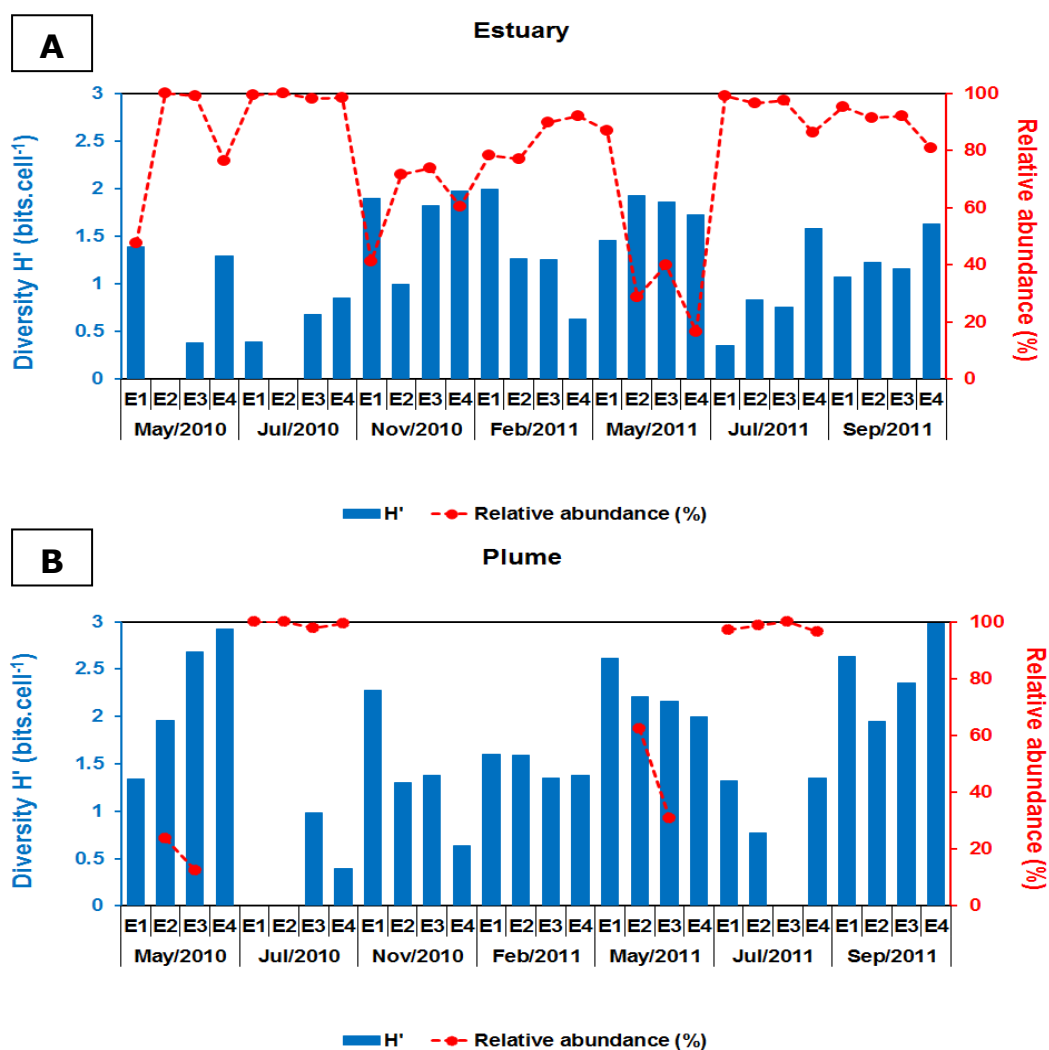 A
Estuary
3 100
2.5 80
2 60
1.5
1 40
0.5 20
0 0
Diversity H' (bits.cell-1)
Relative abundance (%)
E1 E2 E3 E4 E1 E2 E3 E4 E1 E2 E3 E4 E1 E2 E3 E4 E1 E2 E3 E4 E1 E2 E3 E4 E1 E2 E3 E4
May/2010 Jul/2010 Nov/2010 Feb/2011 May/2011 Jul/2011 Sep/2011
H' Relative abundance (%)
B
Plume
3 100
2.5 80
2 60
1.5
1 40
0.5 20
0 0
Diversity H' (bits.cell-1)
Relative abundance (%)
E1 E2 E3 E4 E1 E2 E3 E4 E1 E2 E3 E4 E1 E2 E3 E4 E1 E2 E3 E4 E1 E2 E3 E4 E1 E2 E3 E4
May/2010 Jul/2010 Nov/2010 Feb/2011 May/2011 Jul/2011 Sep/2011
H' Relative abundance (%)